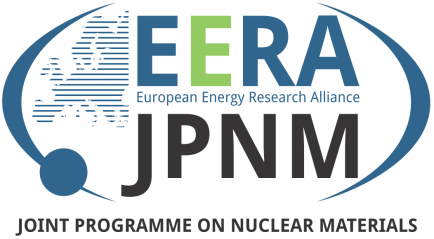 EERA
European Energy Research Alliance
JPNM
JOINT PROGRAMME ON NUCLEAR MATERIALS